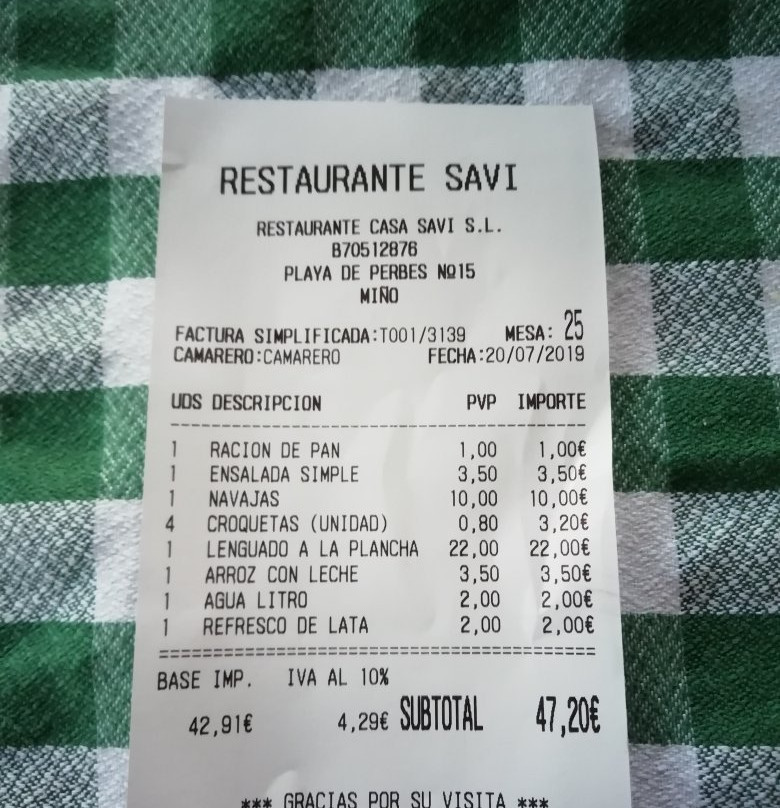 RESTAURANTE SAVI
RESTAURANTE CASA SAVI S.L.
B70512876
PLAYA DE PERBES Nº15
MIÑO
FACTURA SIMPLIFICADA:T001/3139 MESA: 25
CAMARERO:CAMARERO FECHA:20/07/2019
UDS DESCRIPCION PVP IMPORTE
1 RACION DE PAN 1,00 1,00€
1 ENSALADA SIMPLE 3,50 3,50€
1 NAVAJAS 10,00 10,00€
4 CROQUETAS (UNIDAD) 0,80 3,20€
1 LENGUADO A LA PLANCHA 22,00 22,00€
1 ARROZ CON LECHE 3,50 3,50€
1 AGUA LITRO 2,00 2,00€
1 REFRESCO DE LATA 2,00 2,00€
BASE IMP. IVA AL 10%
42,91€ 4,29€ SUBTOTAL 47,20€
*** GRACIAS POR SU VISITA ***